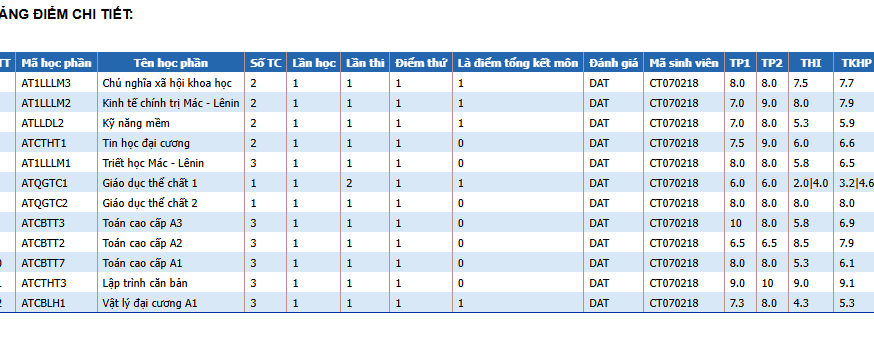 ẢNG ĐIỂM CHI TIẾT:
TT Mã học phần Tên học phần Số TC Lần học Lần thi Điểm thứ Là điểm tổng kết môn Đánh giá Mã sinh viên TP1 TP2 THI TKHP
AT1LLLM3 Chủ nghĩa xã hội khoa học 2 1 1 1 1 DAT CT070218 8.0 8.0 7.5 7.7
AT1LLLM2 Kinh tế chính trị Mác - Lênin 2 1 1 1 1 DAT CT070218 7.0 9.0 8.0 7.9
ATLLDL2 Kỹ năng mềm 2 1 1 1 1 DAT CT070218 7.0 8.0 5.3 5.9
ATCTHT1 Tin học đại cương 2 1 1 1 0 DAT CT070218 7.5 9.0 6.0 6.6
AT1LLLM1 Triết học Mác - Lênin 3 1 1 1 0 DAT CT070218 8.0 8.0 5.8 6.5
ATQGTC1 Giáo dục thể chất 1 1 1 2 1 1 DAT CT070218 6.0 6.0 2.0|4.0 3.2|4.6
ATQGTC2 Giáo dục thể chất 2 1 1 1 1 0 DAT CT070218 8.0 8.0 8.0 8.0
ATCBTT3 Toán cao cấp A3 3 1 1 1 0 DAT CT070218 10 8.0 5.8 6.9
ATCBTT2 Toán cao cấp A2 3 1 1 1 0 DAT CT070218 6.5 6.5 8.5 7.9
0 ATCBTT7 Toán cao cấp A1 3 1 1 1 0 DAT CT070218 8.0 8.0 5.3 6.1
1 ATCTHT3 Lập trình căn bản 3 1 1 1 0 DAT CT070218 9.0 10 9.0 9.1
2 ATCBLH1 Vật lý đại cương A1 3 1 1 1 1 DAT CT070218 7.3 8.0 4.3 5.3